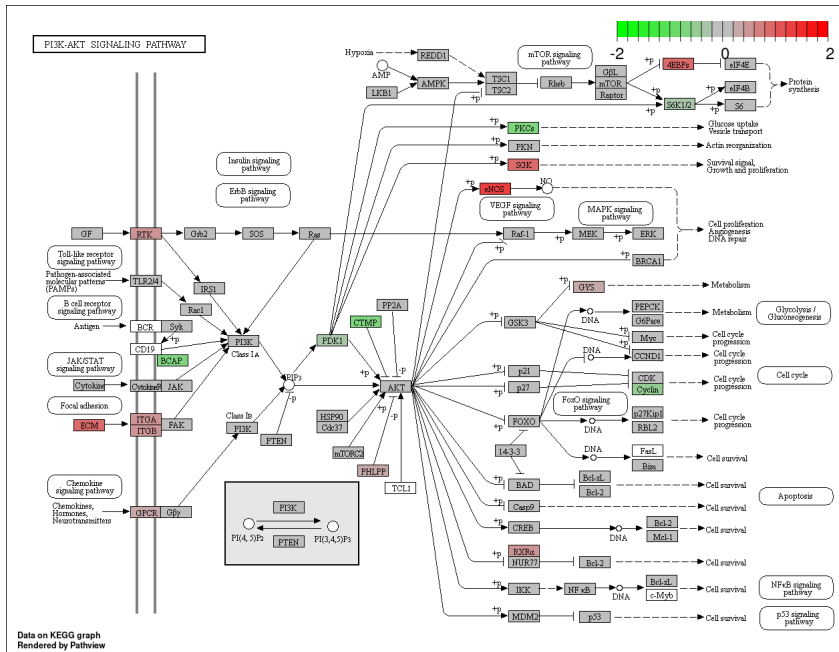 PI3K-AKT SIGNALING PATHWAY
-2 0 2
Hypoxia
REDD1
mTOR signaling
pathway
AMP
AMPK
LKB1
TSC1
TSC2
Rheb
GβL
mTOR
Raptor
+p
4EBPs
eIF4E
eIF4B
S6K1/2
S6
Protein
synthesis
+p
PKCs
Glucose uptake
Vesicle transport
+p
PKN
Actin reorganization
+p
SGK
Survival signal,
Growth and proliferation
Insulin signaling
pathway
ErbB signaling
pathway
+p
eNOS
NO
VEGF signaling
pathway
MAPK signaling
pathway
GF
RTK
Grb2
SOS
Ras
Raf-1
MEK
+p
ERK
BRCA1
Cell proliferation
Angiogenesis
DNA repair
Toll-like receptor
signaling pathway
Pathogen-associated
molecular patterns
(PAMPs)
TLR2/4
IRS1
Rac1
B cell receptor
signaling pathway
Antigen
BCR
Syk
CD19
+p
BCAP
PI3K
Class IA
JAK/STAT
signaling pathway
Cytokine
CytokineR
JAK
Focal adhesion
ECM
ITGA
ITGB
FAK
Chemokine
signaling pathway
Chemokines,
Hormones,
Neurotransmitters
GPCR
Gβγ
Class IB
PI3K
PIP3
-p
PTEN
+p
PDK1
CTMP
PP2A
+p
-p
AKT
HSP90
Cdc37
mTORC2
+p
-p
PHLPP
TCL1
PI3K
PI(4, 5)P2
PI(3,4,5)P3
PTEN
GYS
Metabolism
+p
GSK3
DNA
PEPCK
G6Pase
Metabolism
Glycolysis /
Gluconeogenesis
Myc
Cell cycle
progression
CCND1
Cell cycle
progression
p21
p27
CDK
Cyclin
Cell cycle
progression
Cell cycle
FoxO signaling
pathway
FOXO
DNA
p27Kip1
RBL2
Cell cycle
progression
14-3-3
DNA
FasL
Bim
Cell survival
+p
BAD
Bcl-xL
Bcl-2
Cell survival
Apoptosis
+p
Casp9
Cell survival
+p
CREB
DNA
Bcl-2
Mcl-1
Cell survival
+p
RXRα
NUR77
Bcl-2
Cell survival
+p
IKK
NFκB
DNA
Bcl-xL
c-Myb
Cell survival
NFκB signaling
pathway
+p
MDM2
p53
Cell survival
p53 signaling
pathway
Data on KEGG graph
Rendered by Pathview